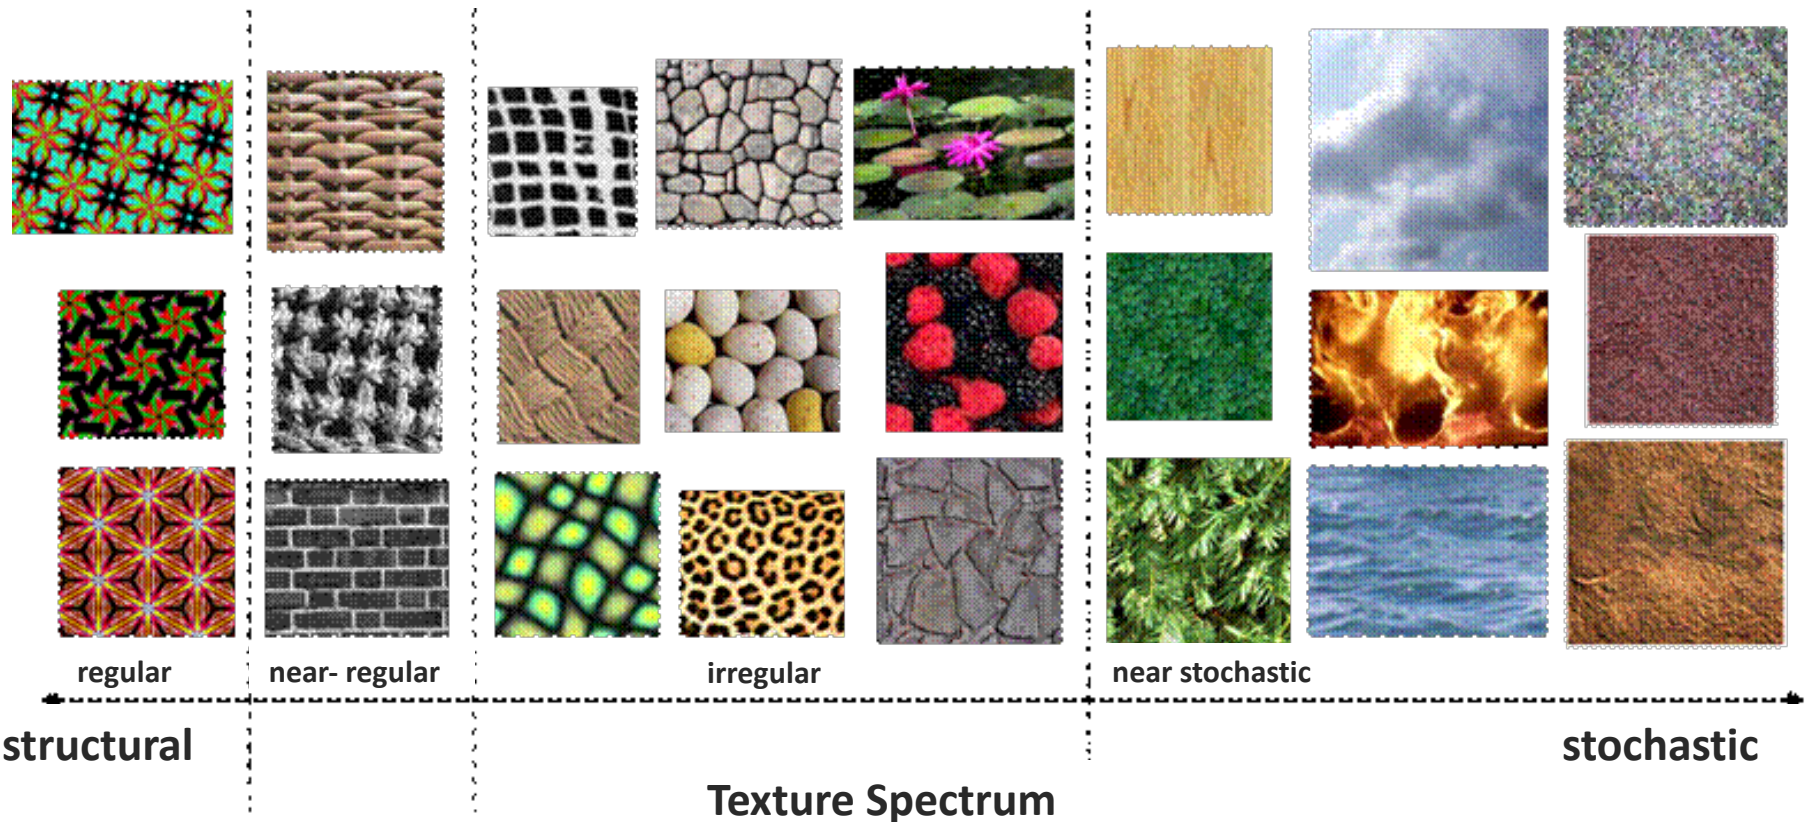 regular
near- regular
irregular
near stochastic
structural
stochastic
Texture Spectrum